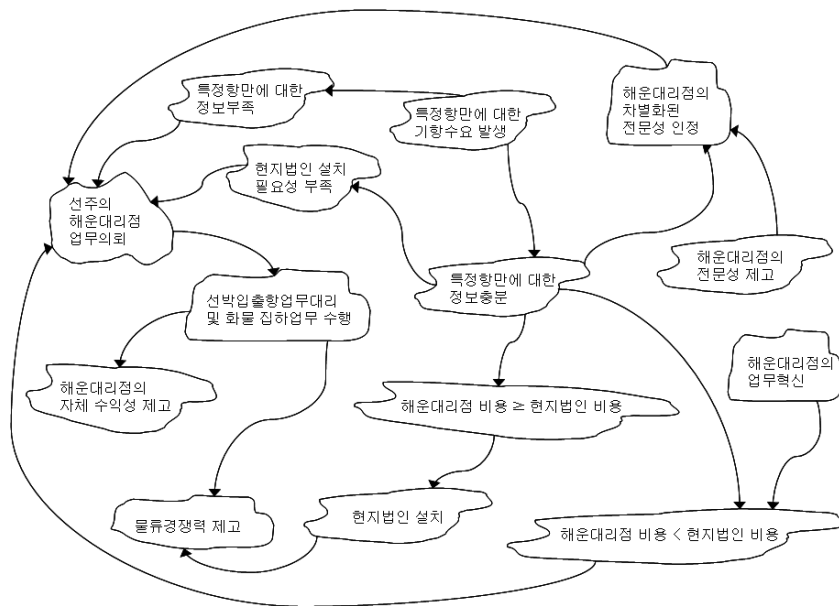 특정항만에 대한
정보부족
특정항만에 대한
기항수요 발생
해운대리점의
차별화된
전문성 인정
현지법인 설치
필요성 부족
선주의
해운대리점
업무의뢰
해운대리점의
전문성 제고
특정항만에 대한
정보충분
선박입출항업무대리
및 화물 집하업무 수행
해운대리점의
업무혁신
해운대리점의
자체 수익성 제고
해운대리점 비용 ≥ 현지법인 비용
물류경쟁력 제고
현지법인 설치
해운대리점 비용 < 현지법인 비용